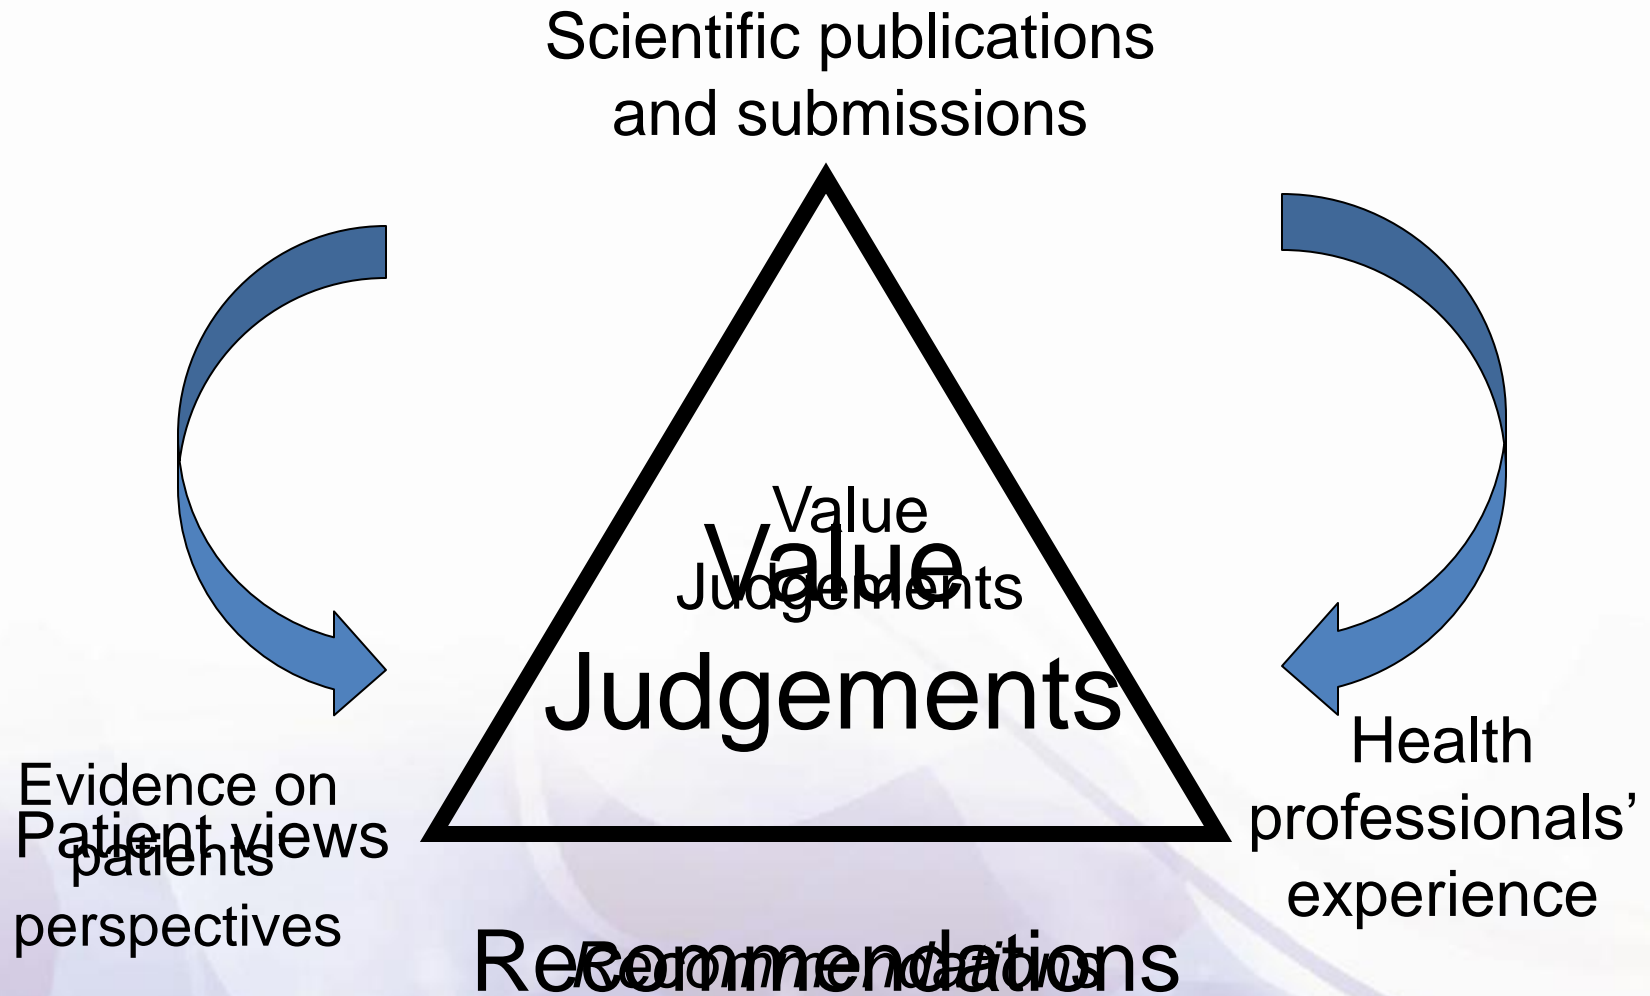 Scientific publications
and submissions
Value
Judgements
Value
Judgements
Evidence on
patients
perspectives
Patient views
Health
professionals’
experience
Recommendations
Recommendations